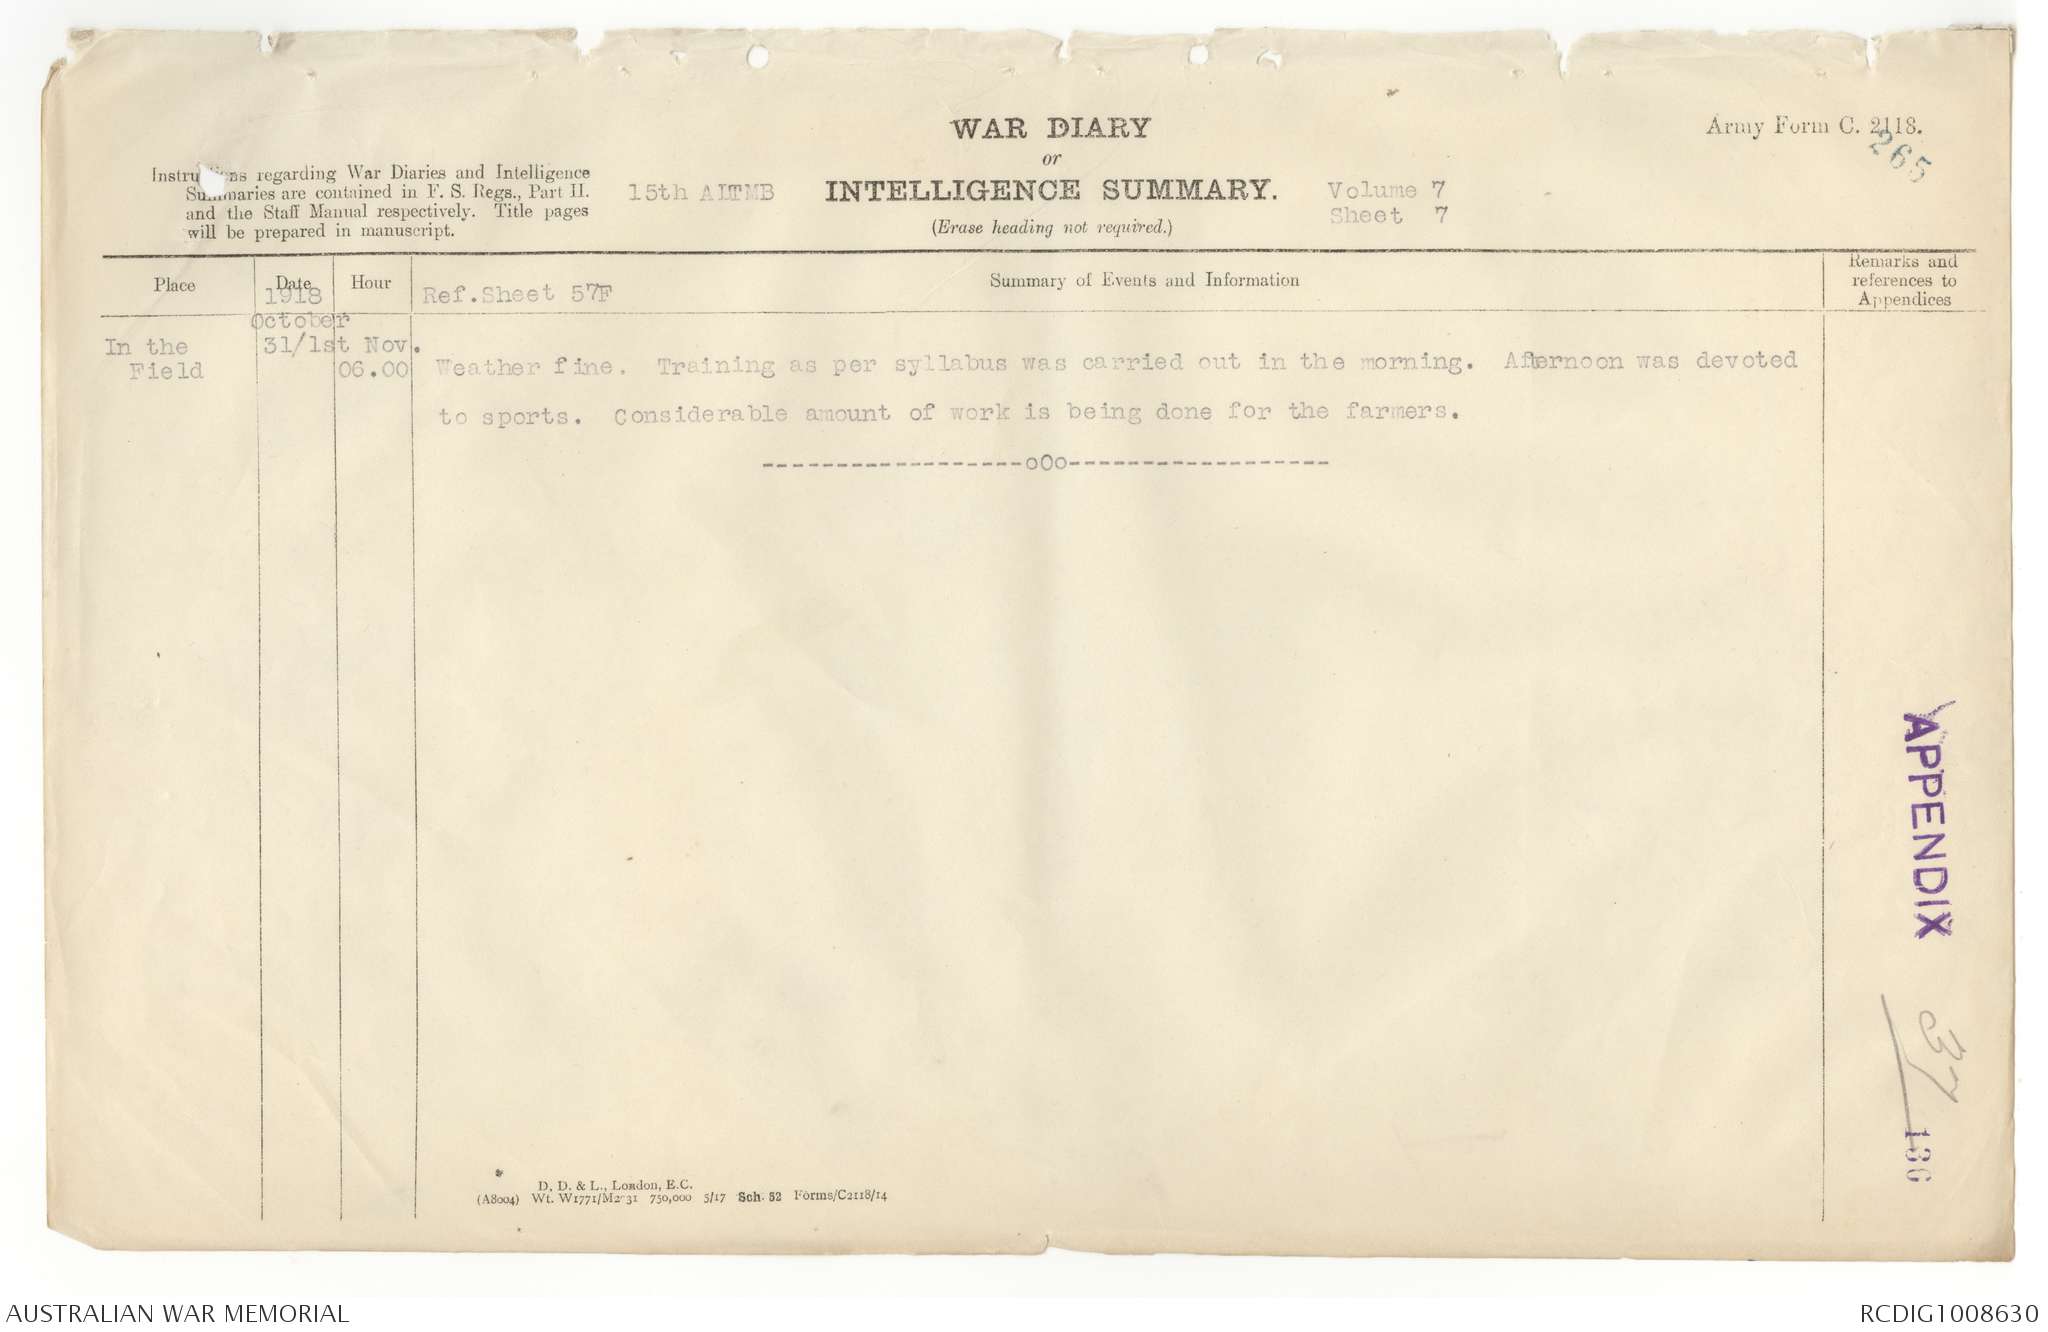 WAR DIARY
or
INTELLIGENCE SUMMARY.
(Erase heading not required.)
Army Form C. 2118.
265
Instructions regarding War Diaries and Intelligence
Summaries are contained in F. S. Regs., Part II.
and the Staff Manual respectively. Title pages
will be prepared in manuscript.
15th ALTMB
Volume 7
Sheet 7
Place
Date
Hour
Summary of Events and Information
Remarks and
references to
Appendices
1918
Ref.Sheet 57F
October
In the
Field
31/1st Nov.
06.00
Weather fine. Training as per syllabus was carried out in the morning. Afternoon was devoted
to sports. Considerable amount of work is being done for the farmers.
------------------oOo------------------
APPENDIX
37
136
D. D. & L., London, E.C.
(A8004) Wt. W1771/M2 31 750,000 5/17 Sch. 52 Forms/C2118/14
AUSTRALIAN WAR MEMORIAL
RCDIG1008630